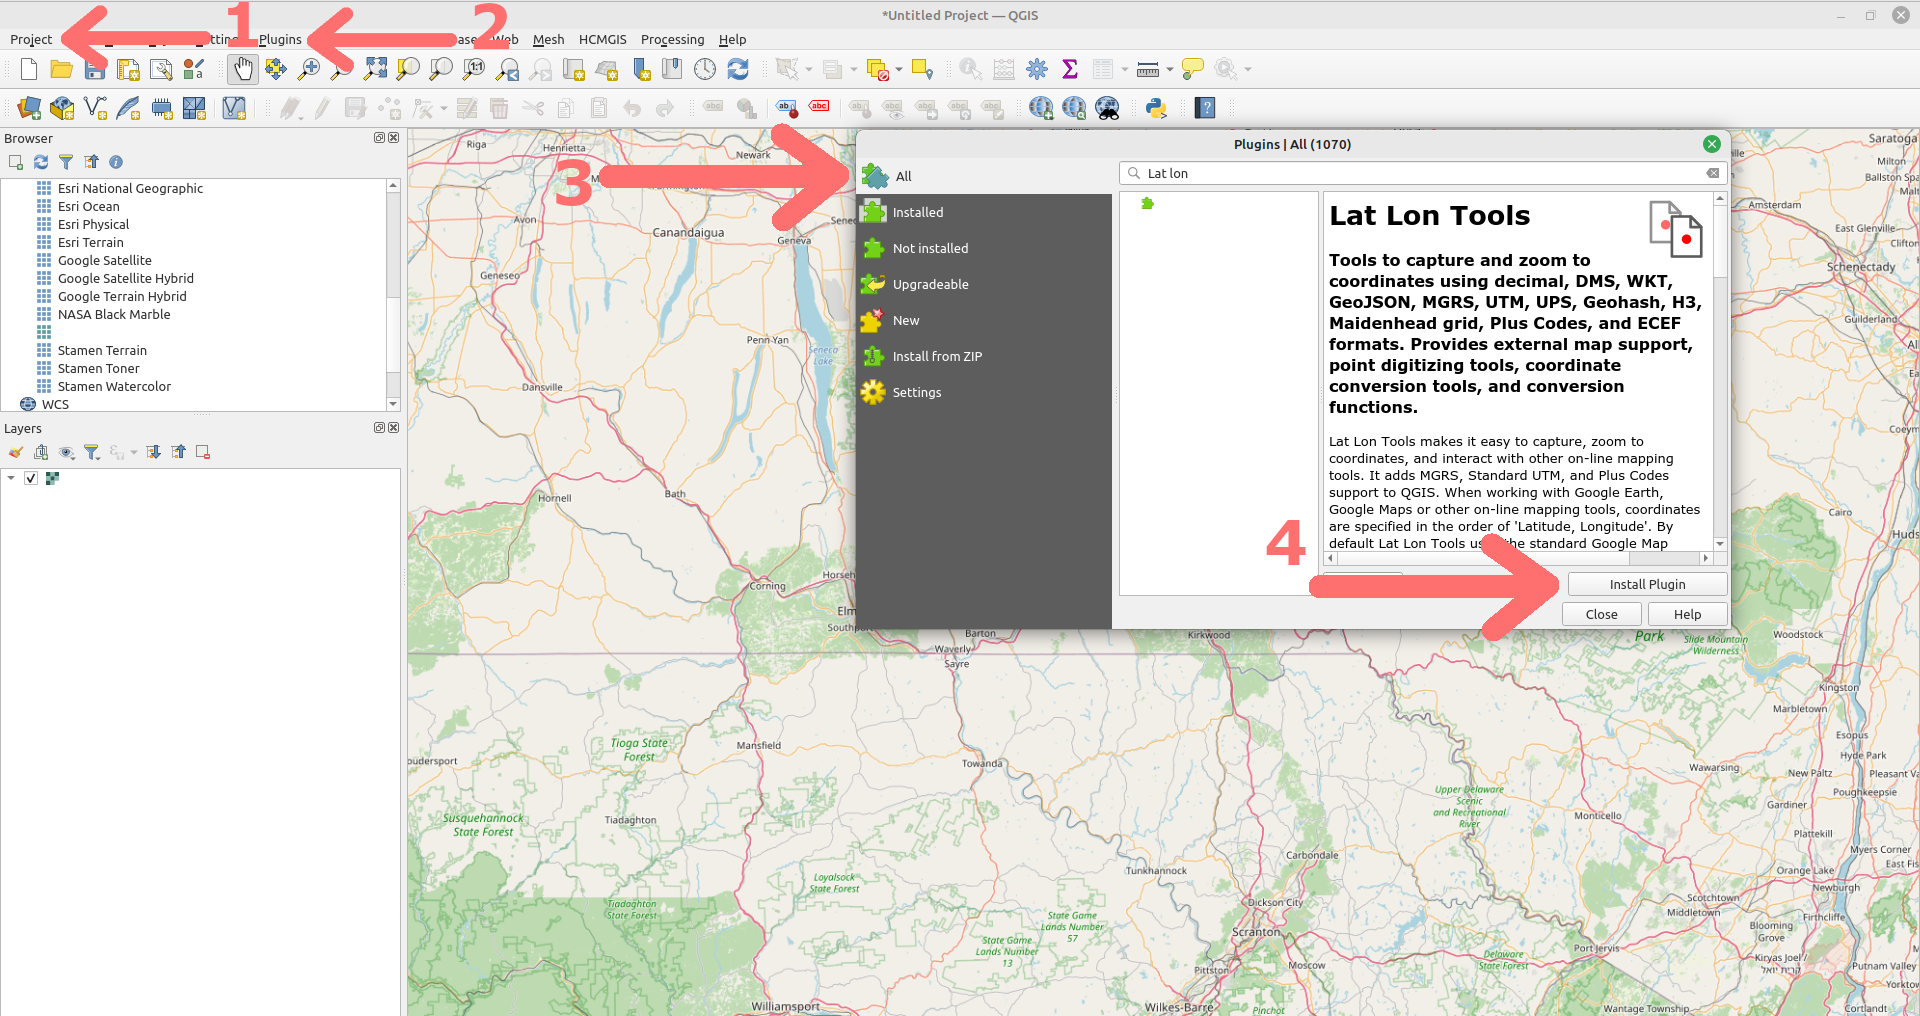 *Untitled Project — QGIS
Project
1
Plugins
2
Web
Mesh
HCMGIS
Processing
Help
Browser
Esri National Geographic
Esri Ocean
Esri Physical
Esri Terrain
Google Satellite
Google Satellite Hybrid
Google Terrain Hybrid
NASA Black Marble
Stamen Terrain
Stamen Toner
Stamen Watercolor
WCS
Layers
3
Plugins | All (1070)
All
Installed
Not installed
Upgradeable
New
Install from ZIP
Settings
Lat lon
Lat Lon Tools
Tools to capture and zoom to
coordinates using decimal, DMS, WKT,
GeoJSON, MGRS, UTM, UPS, Geohash, H3,
Maidenhead grid, Plus Codes, and ECEF
formats. Provides external map support,
point digitizing tools, coordinate
conversion tools, and conversion
functions.
Lat Lon Tools makes it easy to capture, zoom to
coordinates, and interact with other on-line mapping
tools. It adds MGRS, Standard UTM, and Plus Codes
support to QGIS. When working with Google Earth,
Google Maps or other on-line mapping tools, coordinates
are specified in the order of 'Latitude, Longitude'. By
default Lat Lon Tools the standard Google Map
4
Install Plugin
Close
Help
Riga
Henrietta
Newark
Avon
Canandaigua
Geneva
Geneseo
Penn Yan
Seneca
Lake
Dansville
Hornell
Bath
Corning
Barton
Waverly
Sayre
Kirkwood
Saratoga
Milton
Ballston Spa
Amsterdam
East Glenville
Clifton
Schenectady
Guilderland
Coeym
Cairo
Huds
Park
Slide Mountain
Wilderness
Woodstock
Kingston
Marbletown
Esopus
Hyde Park
Wawarsing
New Paltz
Pleasant Va
Poughkeepsie
Gardiner
Plattekill
Myers Corner
East Fis
Orange Lake
Newburgh
Scotchtown
Middletown
Firthcliffe
Blooming
Grove
Port Jervis
Kiryas Joel /
קרית יואל
Putnam Valley
Yorktow
Cortlandt
Wantage Township
Monticello
Upper Delaware
Scenic
and Recreational
River
Delaware
State Forest
Tioga State
Forest
Mansfield
oudersport
Towanda
Susquehannock
State Forest
Tiadaghton
Loyalsock
State Forest
Tiadaghton
State Forest
Williamsport
State Game
Lands Number
57
State Game
Lands Number
13
Tunkhannock
Carbondale
Dickson City
Scranton
Moscow
Pittston
Wilkes-Barre
Pinchot